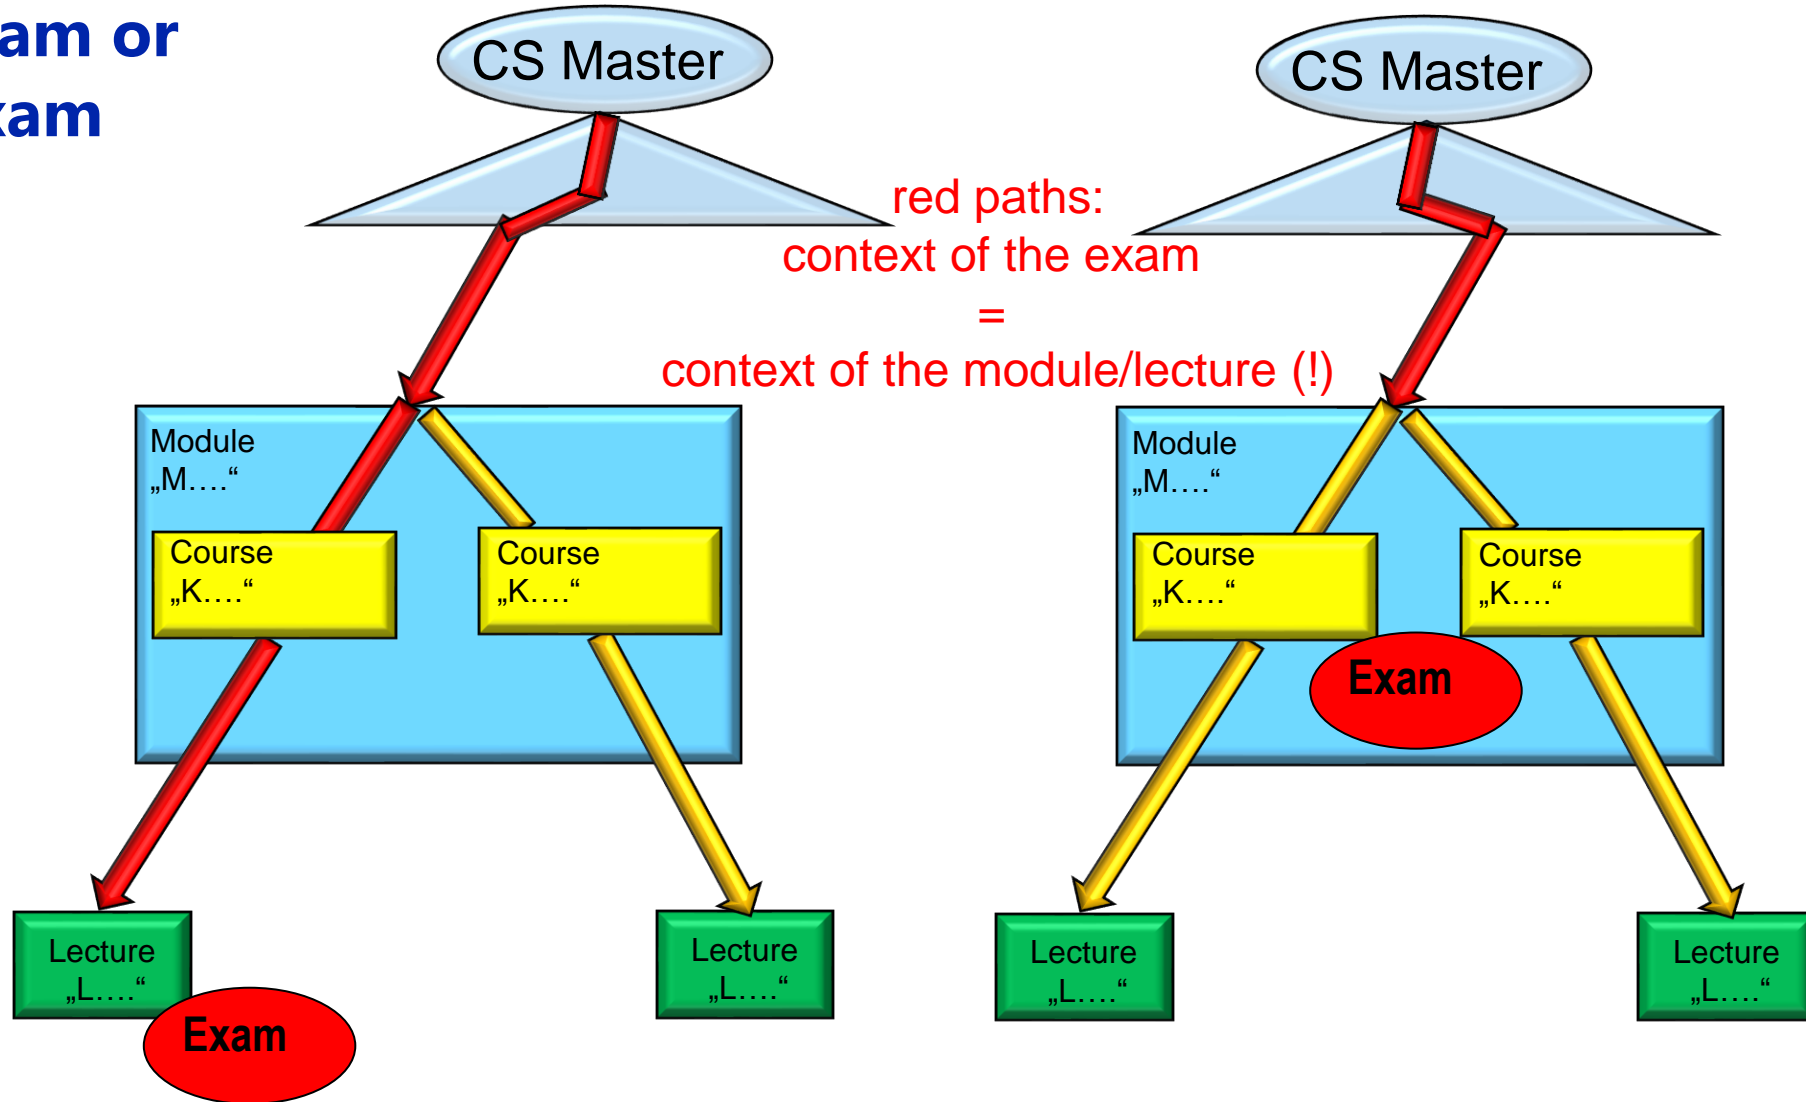 am or
xam
CS Master
CS Master
red paths:
context of the exam
=
context of the module/lecture (!)
Module
„M….“
Course
„K….“
Course
„K….“
Module
„M….“
Course
„K….“
Course
„K….“
Exam
Lecture
„L….“
Exam
Lecture
„L….“
Lecture
„L….“
Lecture
„L….“